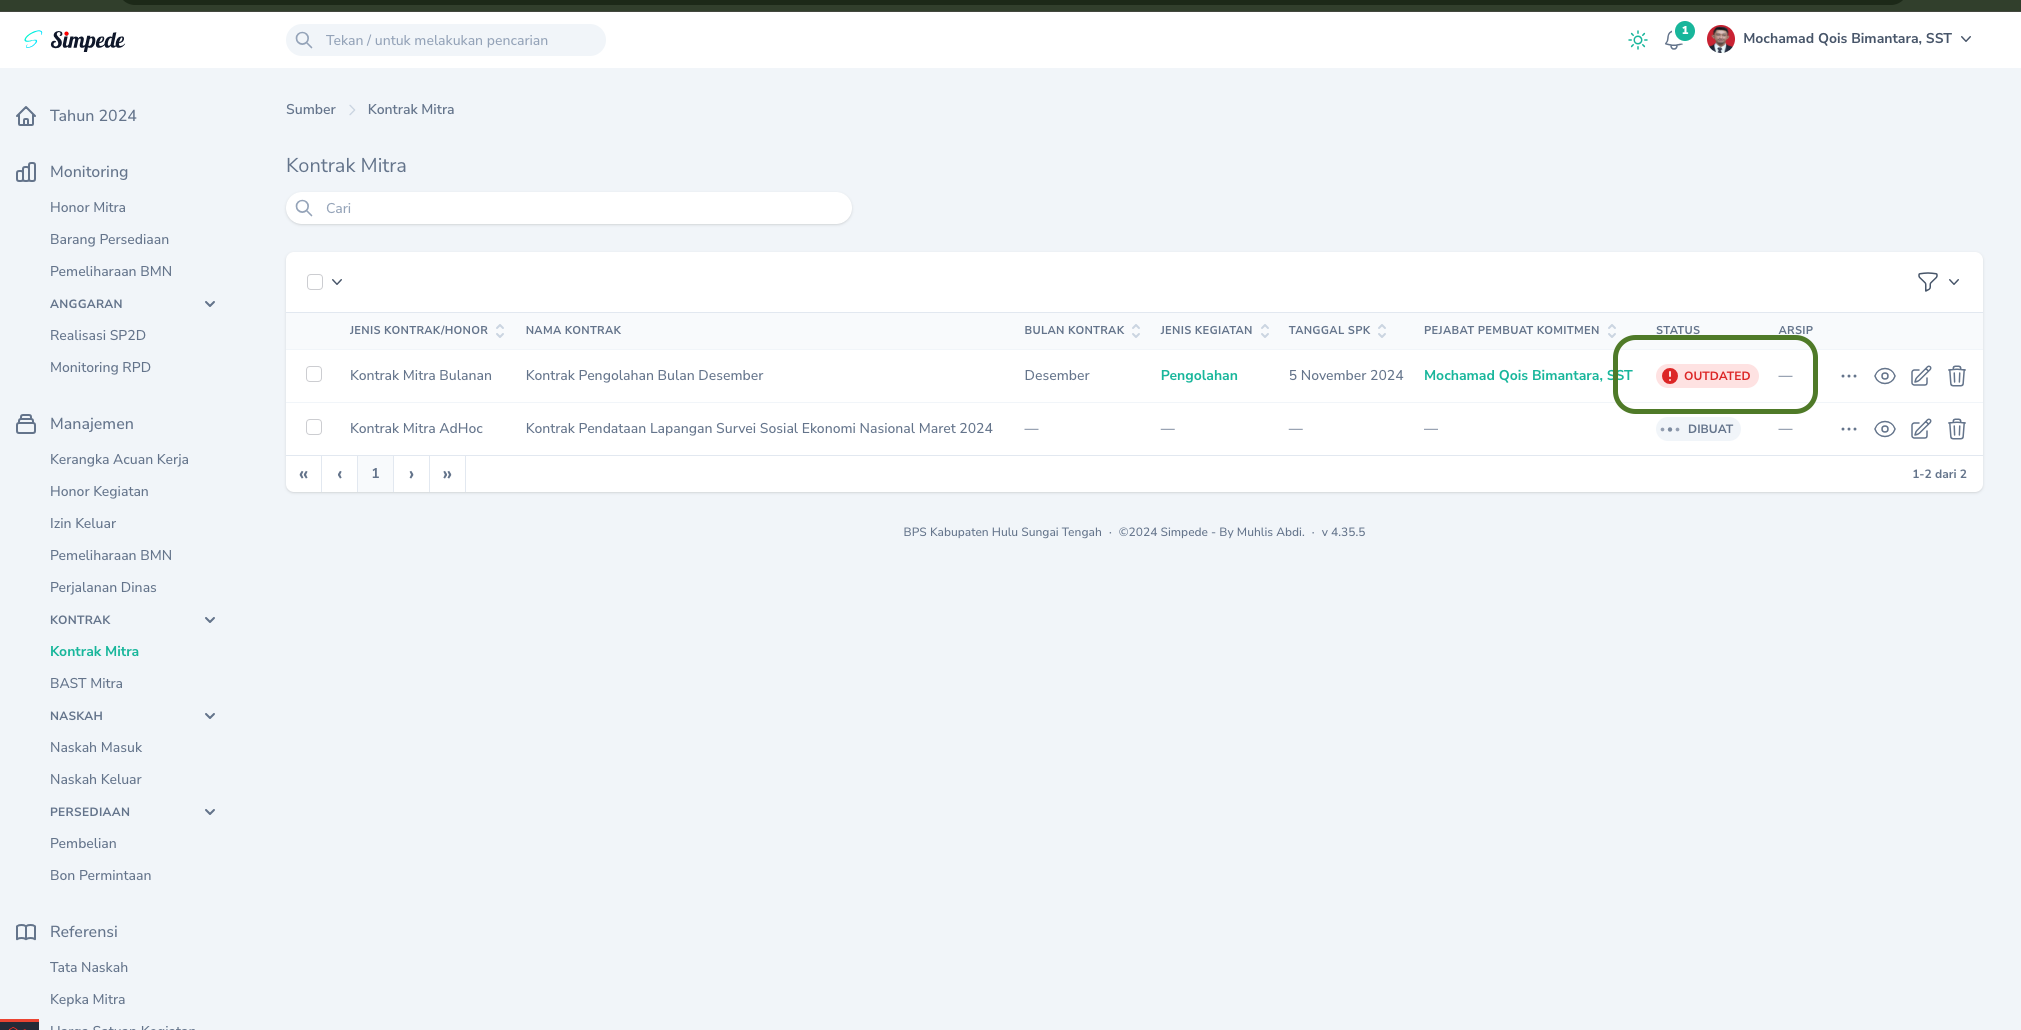 Simpede
Tekan / untuk melakukan pencarian
1
Mochamad Qois Bimantara, SST
Tahun 2024
Monitoring
Honor Mitra
Barang Persediaan
Pemeliharaan BMN
ANGGARAN
Realisasi SP2D
Monitoring RPD
Manajemen
Kerangka Acuan Kerja
Honor Kegiatan
Izin Keluar
Pemeliharaan BMN
Perjalanan Dinas
KONTRAK
Kontrak Mitra
BAST Mitra
NASKAH
Naskah Masuk
Naskah Keluar
PERSEDIAAN
Pembelian
Bon Permintaan
Referensi
Tata Naskah
Kepka Mitra
Harga Satuan Kegiatan
Sumber > Kontrak Mitra
Kontrak Mitra
Cari
JENIS KONTRAK/HONOR NAMA KONTRAK BULAN KONTRAK JENIS KEGIATAN TANGGAL SPK PEJABAT PEMBUAT KOMITMEN STATUS ARSIP
Kontrak Mitra Bulanan Kontrak Pengolahan Bulan Desember Desember Pengolahan 5 November 2024 Mochamad Qois Bimantara, SST OUTDATED —
Kontrak Mitra AdHoc Kontrak Pendataan Lapangan Survei Sosial Ekonomi Nasional Maret 2024 — — — — DIBUAT —
« ‹ 1 › » 1-2 dari 2
BPS Kabupaten Hulu Sungai Tengah · ©2024 Simpede - By Muhlis Abdi. · v 4.35.5